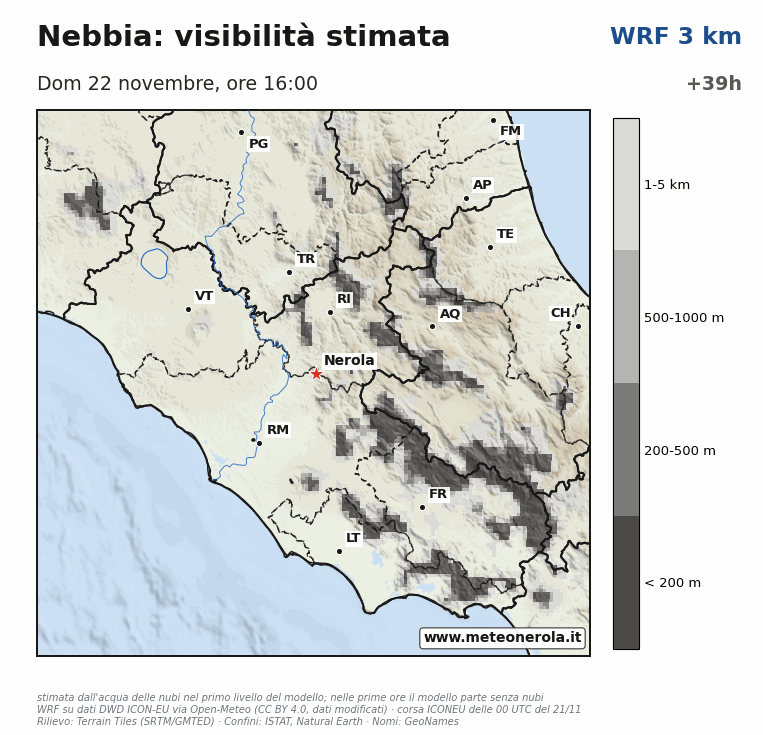 Nebbia: visibilità stimata
WRF 3 km
Dom 22 novembre, ore 16:00
+39h
FM
PG
AP
TE
TR
VT
RI
AQ
CH
Nerola
RM
FR
LT
www.meteonerola.it
1-5 km
500-1000 m
200-500 m
< 200 m
stimata dall'acqua delle nubi nel primo livello del modello; nelle prime ore il modello parte senza nubi
WRF su dati DWD ICON-EU via Open-Meteo (CC BY 4.0, dati modificati) · corsa ICONEU delle 00 UTC del 21/11
Rilievo: Terrain Tiles (SRTM/GMTED) · Confini: ISTAT, Natural Earth · Nomi: GeoNames